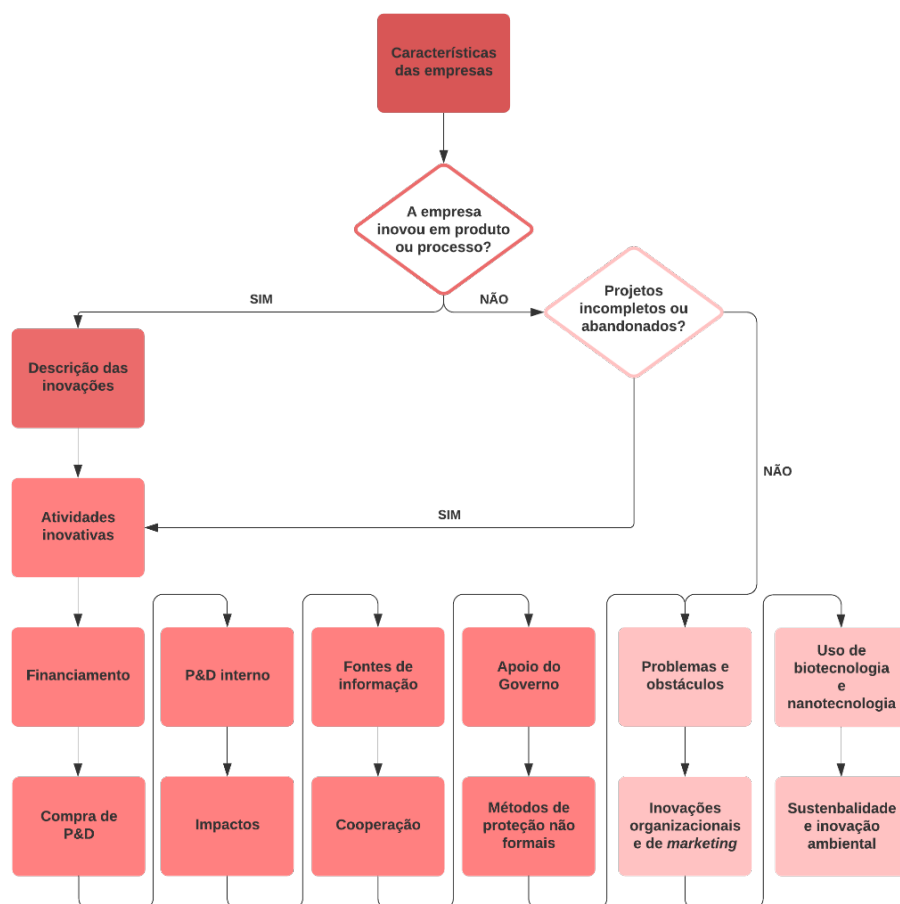 Características
das empresas
A empresa
inovou em produto
ou processo?
SIM
NÃO
Projetos
incompletos ou
abandonados?
Descrição das
inovações
NÃO
Atividades
inovativas
SIM
Financiamento
P&D interno
Fontes de
informação
Apoio do
Governo
Problemas e
obstáculos
Uso de
biotecnologia
e
nanotecnologia
Compra de
P&D
Impactos
Cooperação
Métodos de
proteção não
formais
Inovações
organizacionais
e de marketing
Sustenbalidade
e inovação
ambiental